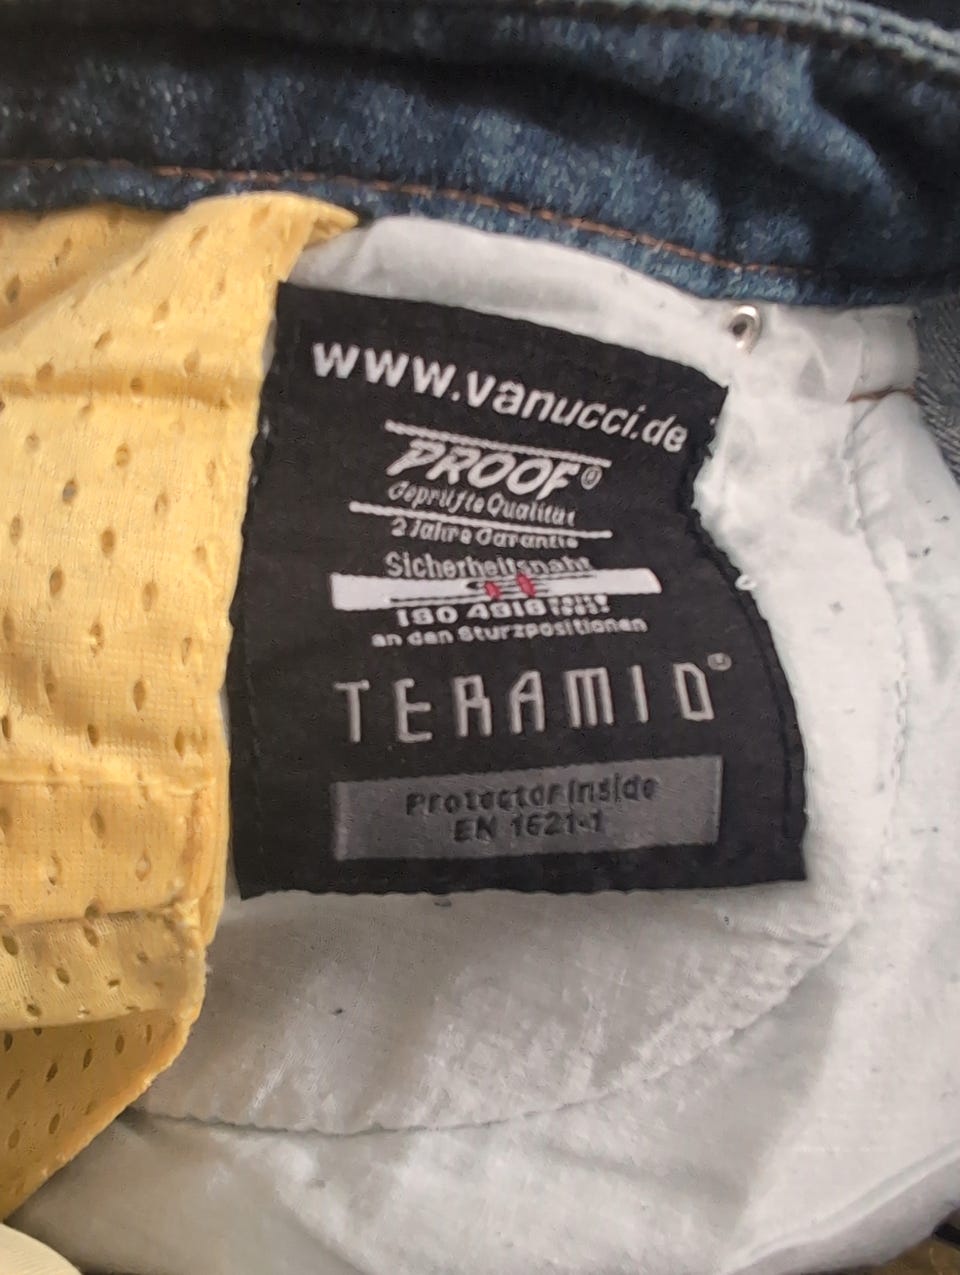 www.vanucci.de
PROOF®
Geprüfte Qualität
2 Jahre Garantie
Sicherheitsnaht
ISO 4916
an den Sturzpositionen
TERAMID®
Protector inside
EN 1621-1